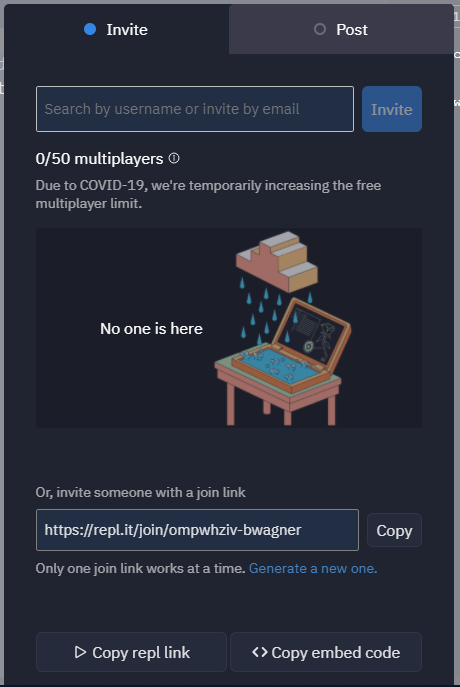 Invite
Post
Search by username or invite by email
Invite
0/50 multiplayers
Due to COVID-19, we're temporarily increasing the free
multiplayer limit.
No one is here
Or, invite someone with a join link
https://repl.it/join/ompwhziv-bwagner
Copy
Only one join link works at a time. Generate a new one.
Copy repl link
Copy embed code